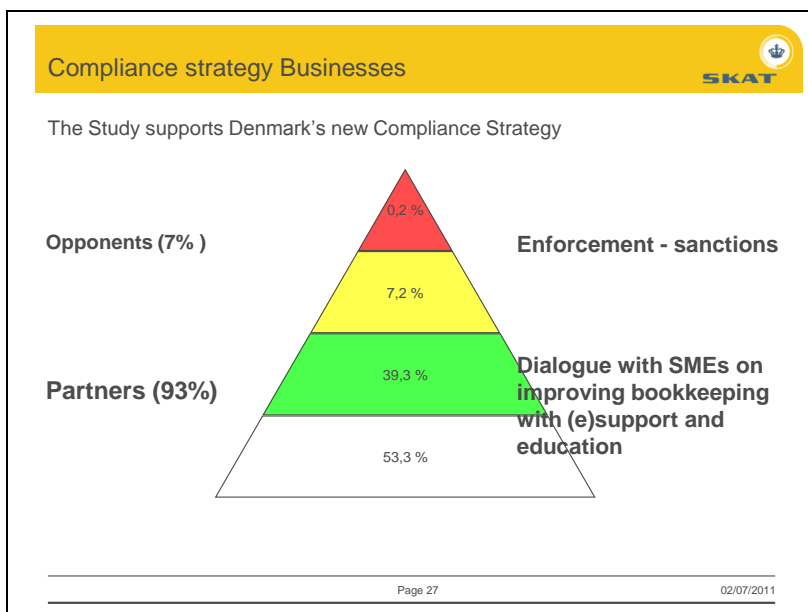 Compliance strategy Businesses
SKAT
The Study supports Denmark's new Compliance Strategy
0,2 %
Opponents (7% )
Enforcement - sanctions
7,2 %
Partners (93%)
39,3 %
Dialogue with SMEs on
improving bookkeeping
with (e)support and
education
53,3 %
Page 27
02/07/2011